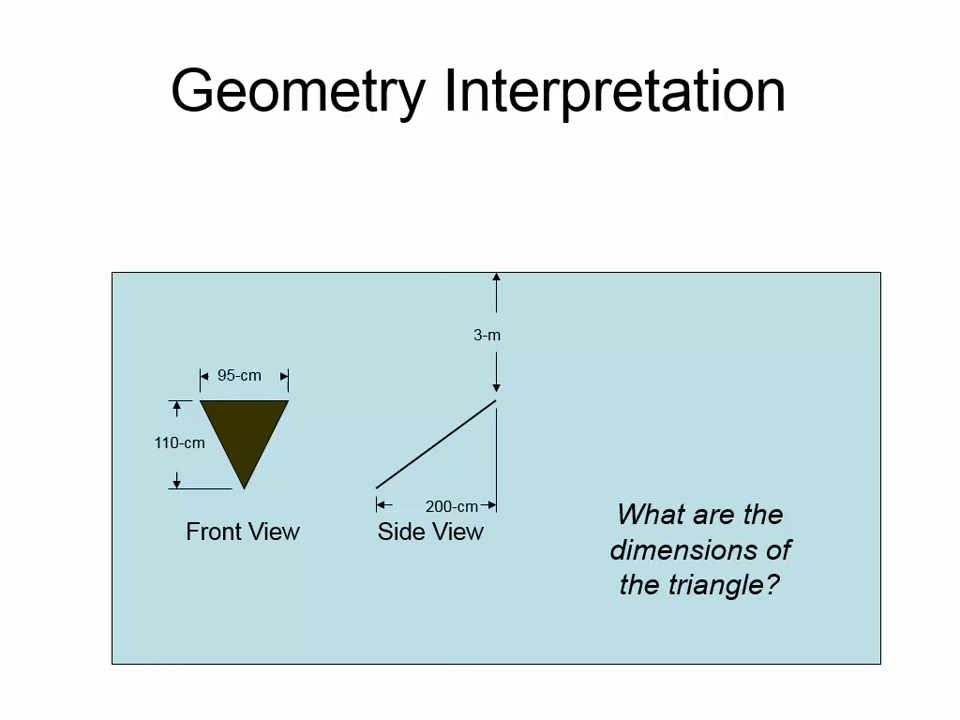 Geometry Interpretation
3-m
95-cm
110-cm
200-cm
Front View
Side View
What are the
dimensions of
the triangle?